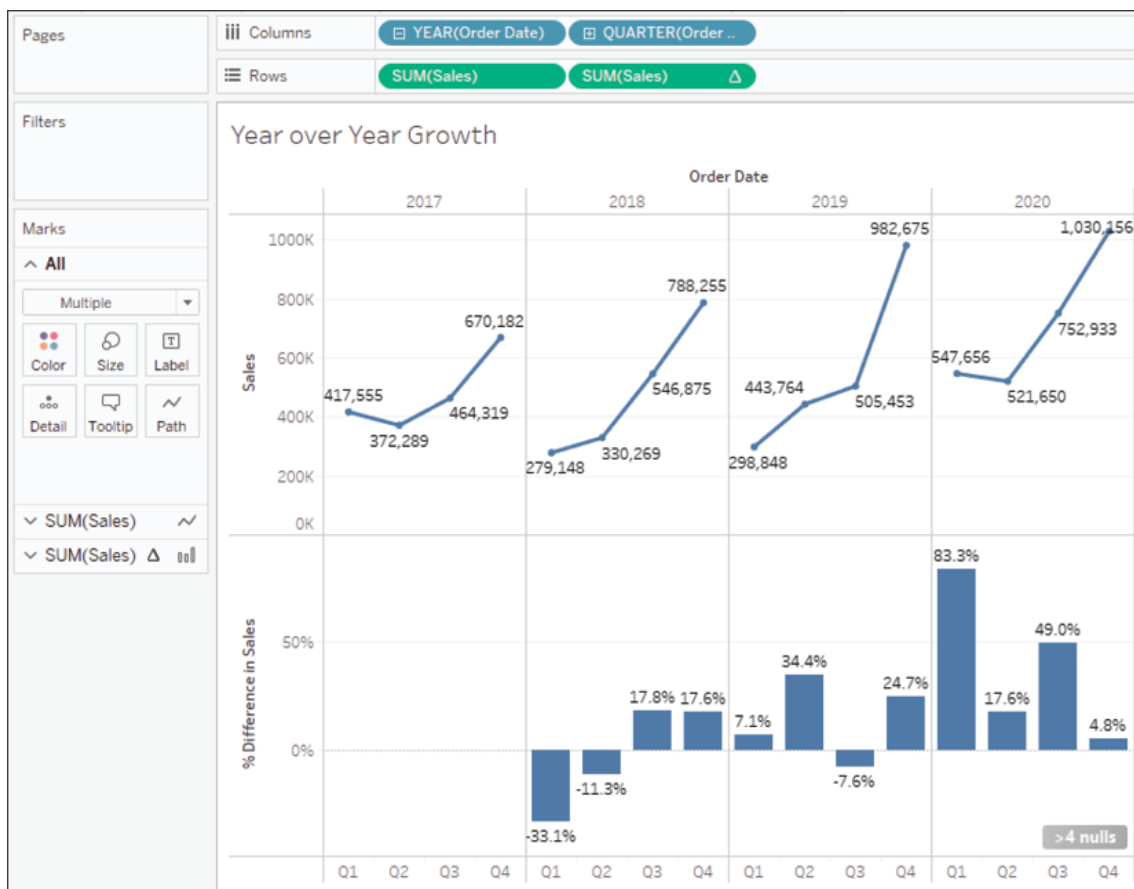 Pages
Columns
YEAR(Order Date)
QUARTER(Order ..
Rows
SUM(Sales)
SUM(Sales) Δ
Filters
Marks
All
Multiple
Color
Size
Label
Detail
Tooltip
Path
SUM(Sales)
SUM(Sales) Δ
Year over Year Growth
Order Date
2017 2018 2019 2020
Sales
1000K
800K
600K
400K
200K
0K
417,555
372,289
464,319
670,182
279,148
330,269
546,875
788,255
298,848
443,764
505,453
982,675
547,656
521,650
752,933
1,030,156
% Difference in Sales
50%
0%
-33.1%
-11.3%
17.8%
17.6%
7.1%
34.4%
-7.6%
24.7%
83.3%
17.6%
49.0%
4.8%
>4 nulls
Q1 Q2 Q3 Q4 Q1 Q2 Q3 Q4 Q1 Q2 Q3 Q4 Q1 Q2 Q3 Q4